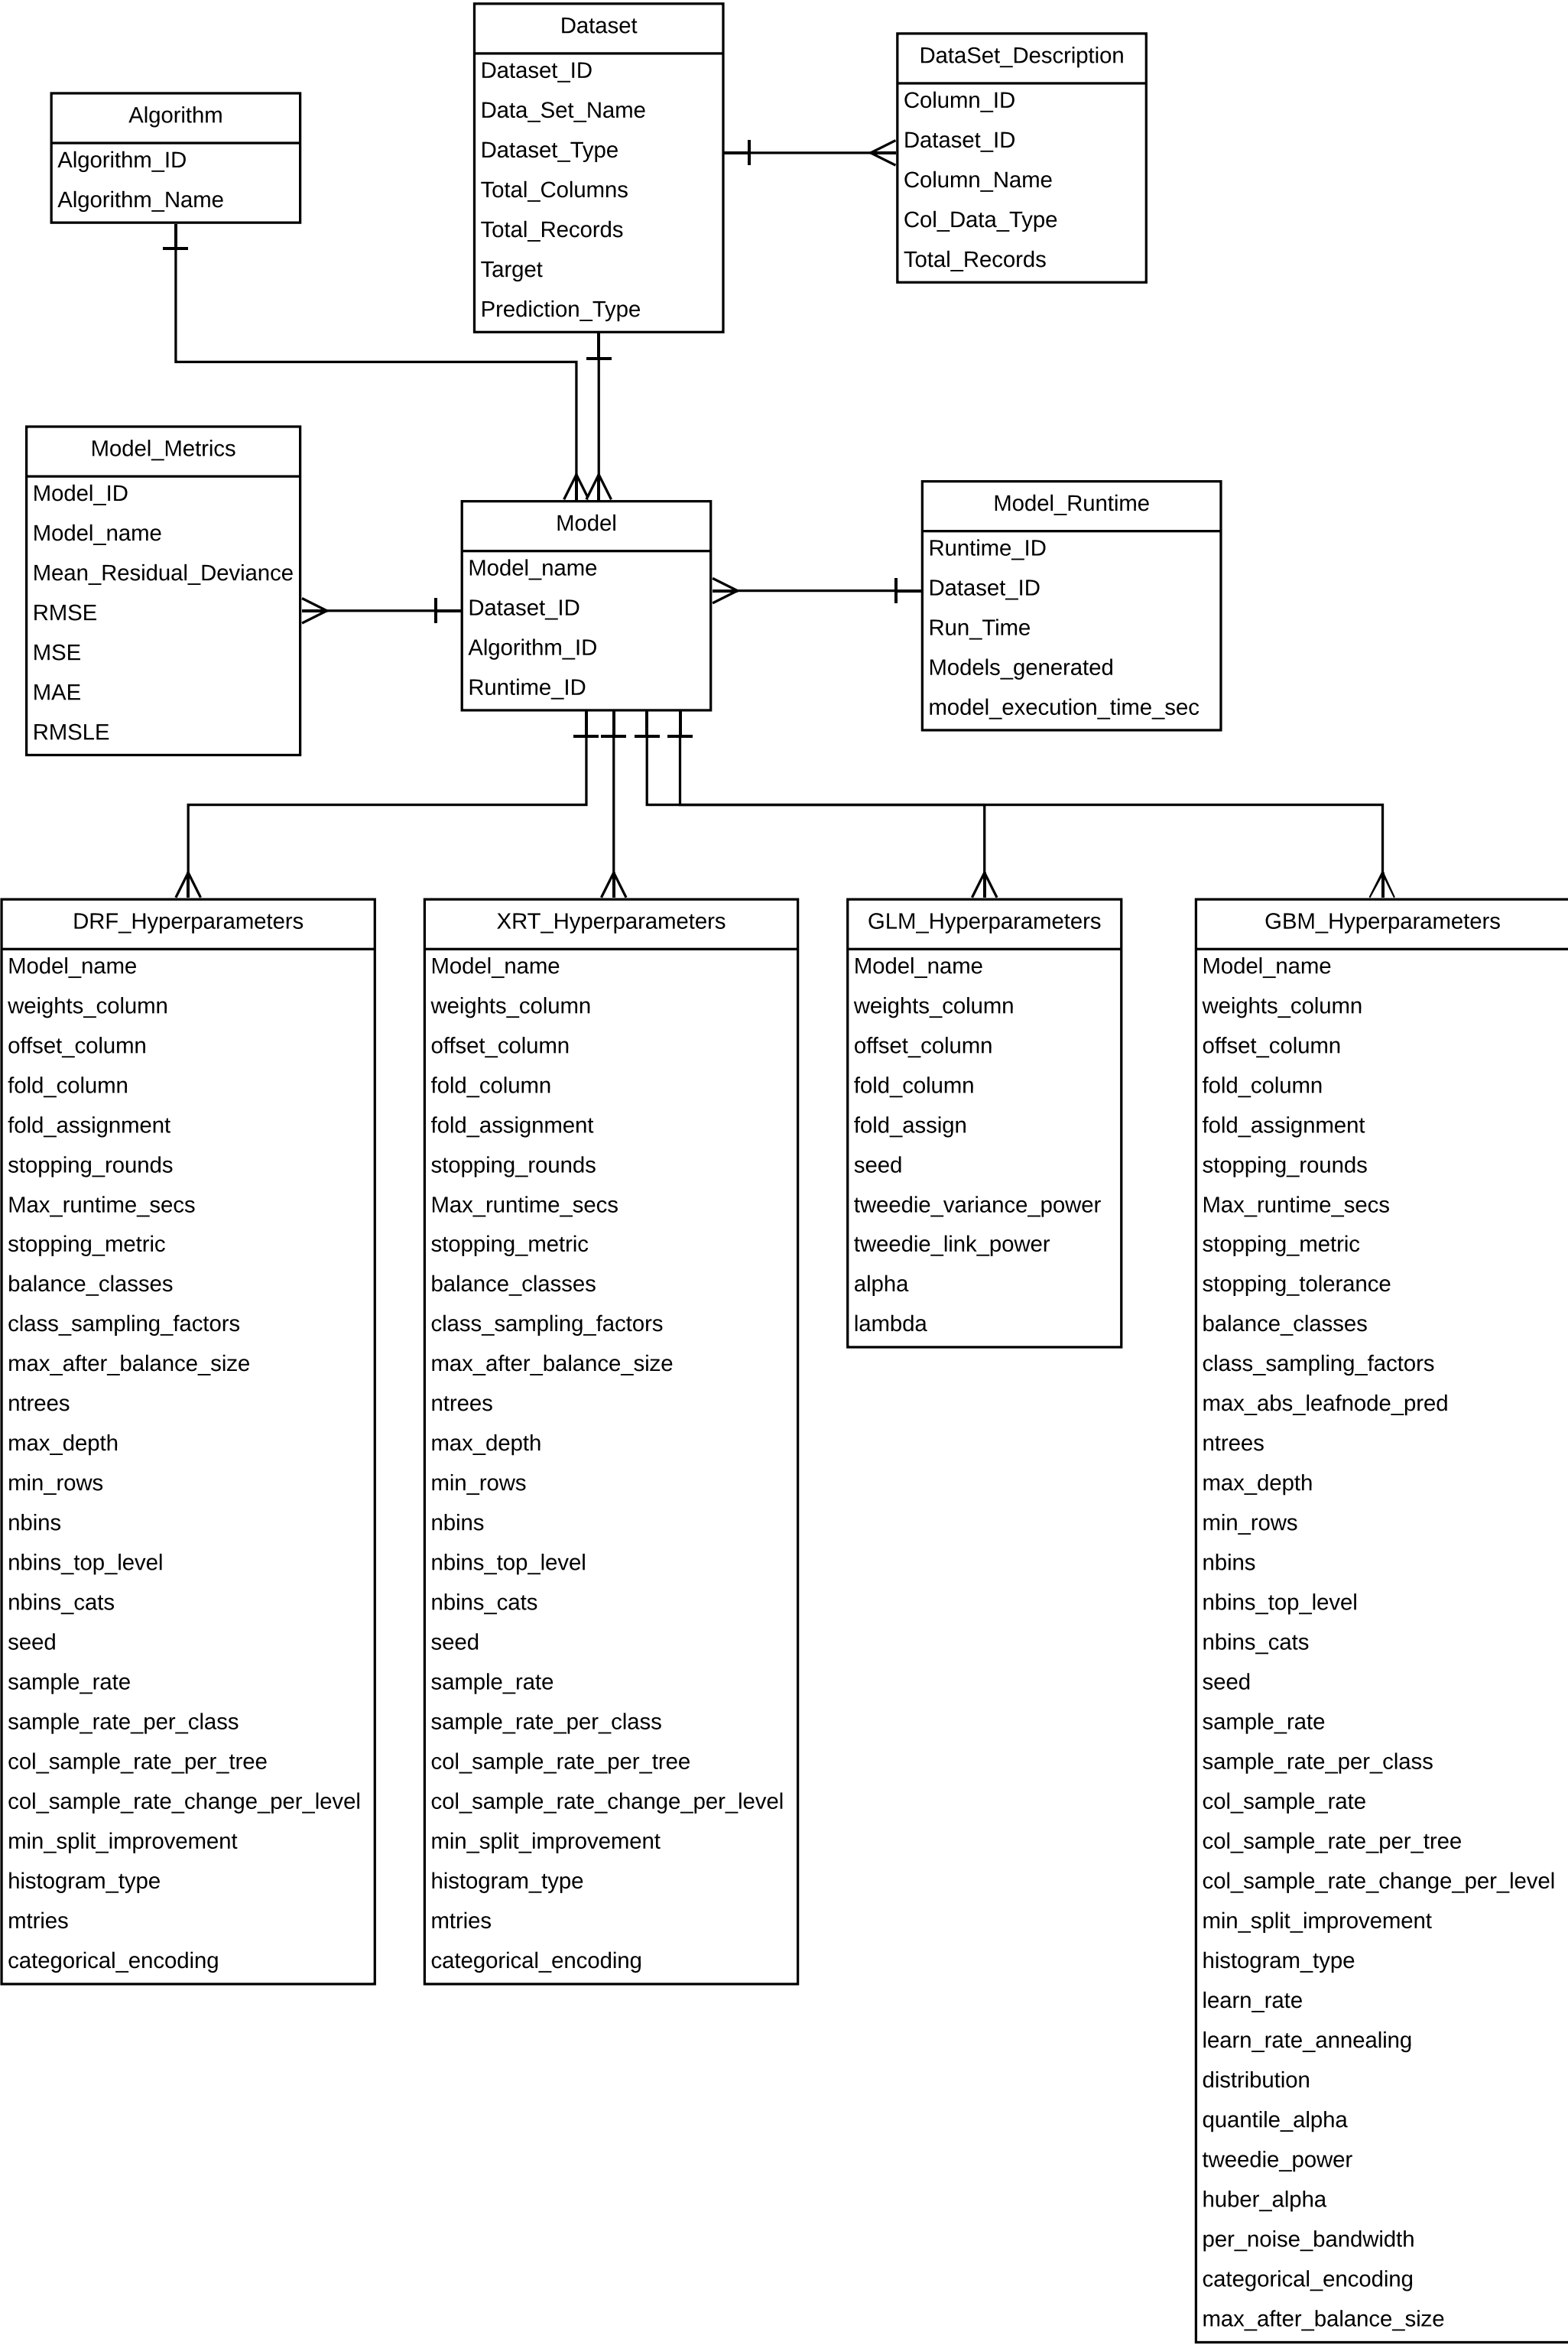 Dataset
Dataset_ID
Data_Set_Name
Dataset_Type
Total_Columns
Total_Records
Target
Prediction_Type
DataSet_Description
Column_ID
Dataset_ID
Column_Name
Col_Data_Type
Total_Records
Algorithm
Algorithm_ID
Algorithm_Name
Model_Metrics
Model_ID
Model_name
Mean_Residual_Deviance
RMSE
MSE
MAE
RMSLE
Model
Model_name
Dataset_ID
Algorithm_ID
Runtime_ID
Model_Runtime
Runtime_ID
Dataset_ID
Run_Time
Models_generated
model_execution_time_sec
DRF_Hyperparameters
Model_name
weights_column
offset_column
fold_column
fold_assignment
stopping_rounds
Max_runtime_secs
stopping_metric
balance_classes
class_sampling_factors
max_after_balance_size
ntrees
max_depth
min_rows
nbins
nbins_top_level
nbins_cats
seed
sample_rate
sample_rate_per_class
col_sample_rate_per_tree
col_sample_rate_change_per_level
min_split_improvement
histogram_type
mtries
categorical_encoding
XRT_Hyperparameters
Model_name
weights_column
offset_column
fold_column
fold_assignment
stopping_rounds
Max_runtime_secs
stopping_metric
balance_classes
class_sampling_factors
max_after_balance_size
ntrees
max_depth
min_rows
nbins
nbins_top_level
nbins_cats
seed
sample_rate
sample_rate_per_class
col_sample_rate_per_tree
col_sample_rate_change_per_level
min_split_improvement
histogram_type
mtries
categorical_encoding
GLM_Hyperparameters
Model_name
weights_column
offset_column
fold_column
fold_assign
seed
tweedie_variance_power
tweedie_link_power
alpha
lambda
GBM_Hyperparameters
Model_name
weights_column
offset_column
fold_column
fold_assignment
stopping_rounds
Max_runtime_secs
stopping_metric
stopping_tolerance
balance_classes
class_sampling_factors
max_abs_leafnode_pred
ntrees
max_depth
min_rows
nbins
nbins_top_level
nbins_cats
seed
sample_rate
sample_rate_per_class
col_sample_rate
col_sample_rate_per_tree
col_sample_rate_change_per_level
min_split_improvement
histogram_type
learn_rate
learn_rate_annealing
distribution
quantile_alpha
tweedie_power
huber_alpha
per_noise_bandwidth
categorical_encoding
max_after_balance_size